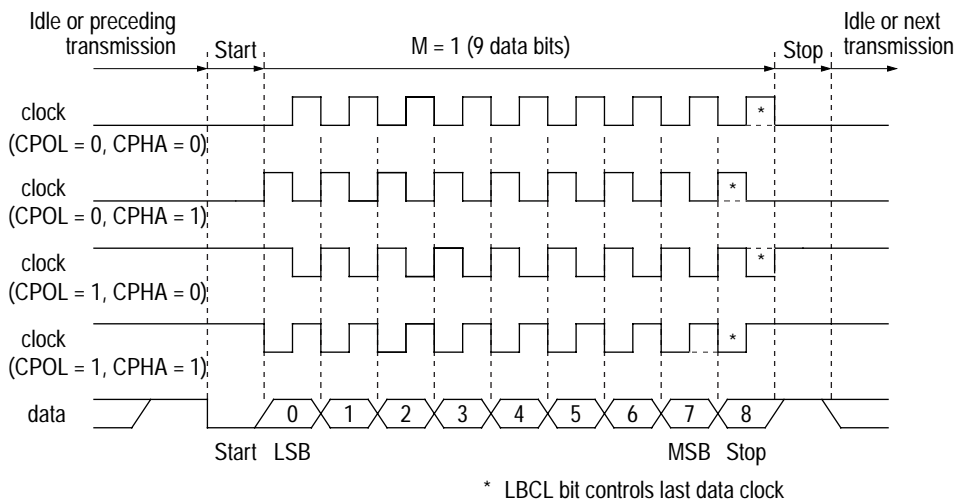 Idle or preceding
transmission
Start
M = 1 (9 data bits)
Stop
Idle or next
transmission
clock
(CPOL = 0, CPHA = 0)
*
clock
(CPOL = 0, CPHA = 1)
*
clock
(CPOL = 1, CPHA = 0)
*
clock
(CPOL = 1, CPHA = 1)
*
data
0 1 2 3 4 5 6 7 8
Start LSB MSB Stop
* LBCL bit controls last data clock